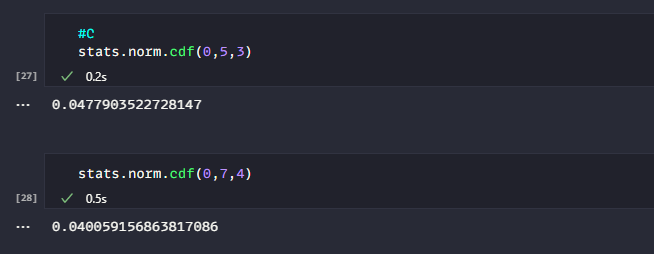 #C
stats.norm.cdf(0,5,3)
[27]
✓ 0.2s
... 0.0477903522728147
stats.norm.cdf(0,7,4)
[28]
✓ 0.5s
... 0.040059156863817086